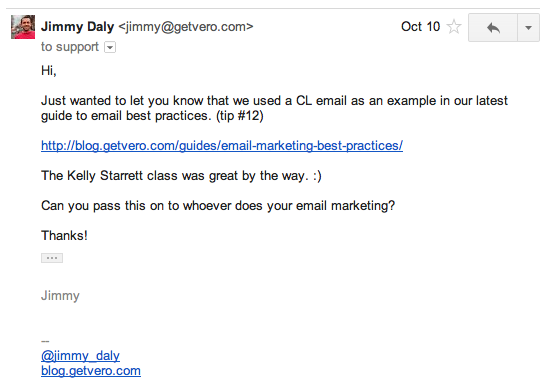 Jimmy Daly <jimmy@getvero.com> Oct 10
to support
Hi,
Just wanted to let you know that we used a CL email as an example in our latest
guide to email best practices. (tip #12)
http://blog.getvero.com/guides/email-marketing-best-practices/
The Kelly Starrett class was great by the way. :)
Can you pass this on to whoever does your email marketing?
Thanks!
Jimmy
--
@jimmy_daly
blog.getvero.com